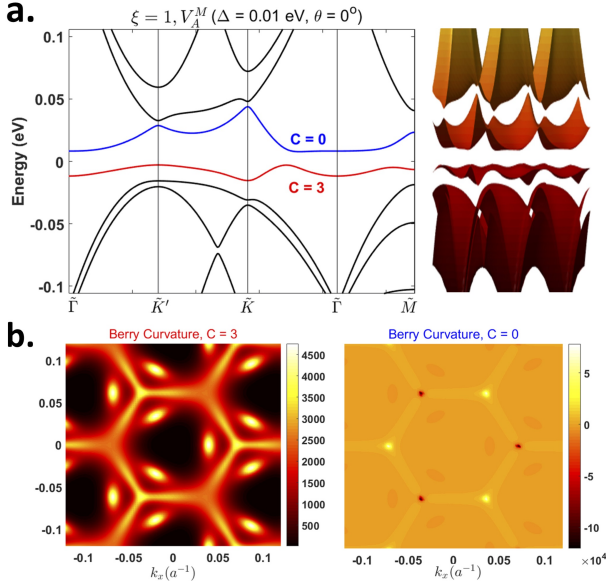 a.
ξ = 1, V_A^M (Δ = 0.01 eV, θ = 0°)
Energy (eV)
0.1
0.05
0
-0.05
-0.1
C = 0
C = 3
Γ̃ K̃′ K̃ Γ̃ M̃
b.
Berry Curvature, C = 3
0.1
0.05
0
-0.05
-0.1
-0.1 -0.05 0 0.05 0.1
k_x(a⁻¹)
4500
4000
3500
3000
2500
2000
1500
1000
500
Berry Curvature, C = 0
-0.1 -0.05 0 0.05 0.1
k_x(a⁻¹)
5
0
-5
-10
×10⁴